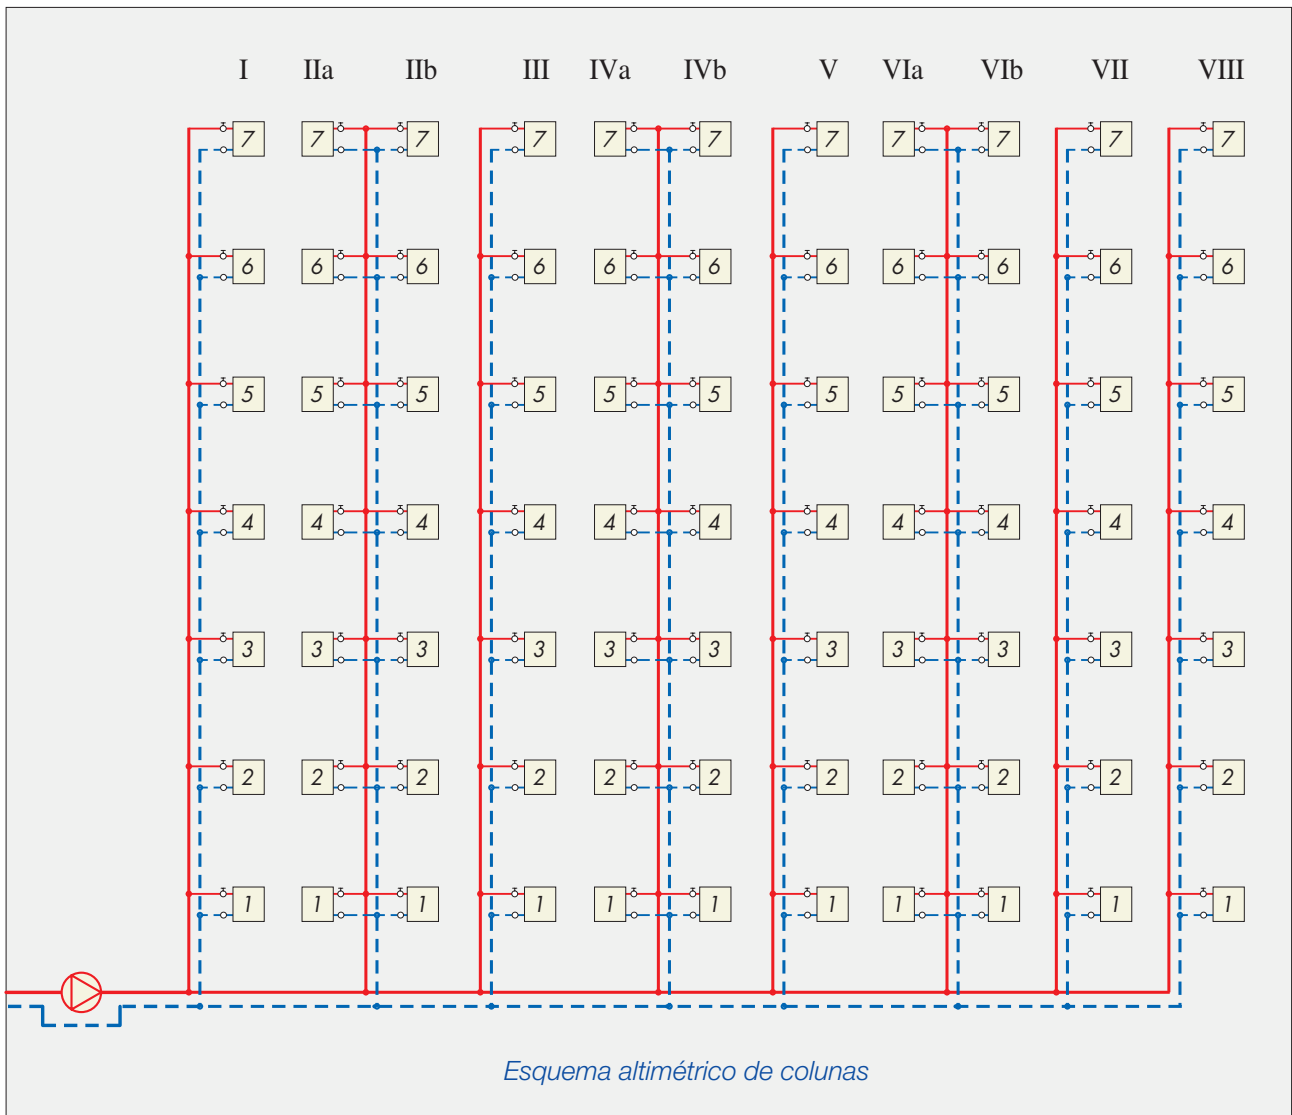 I IIa IIb III IVa IVb V VIa VIb VII VIII
7 7 7 7 7 7 7 7 7 7 7
6 6 6 6 6 6 6 6 6 6 6
5 5 5 5 5 5 5 5 5 5 5
4 4 4 4 4 4 4 4 4 4 4
3 3 3 3 3 3 3 3 3 3 3
2 2 2 2 2 2 2 2 2 2 2
1 1 1 1 1 1 1 1 1 1 1
Esquema altimétrico de colunas